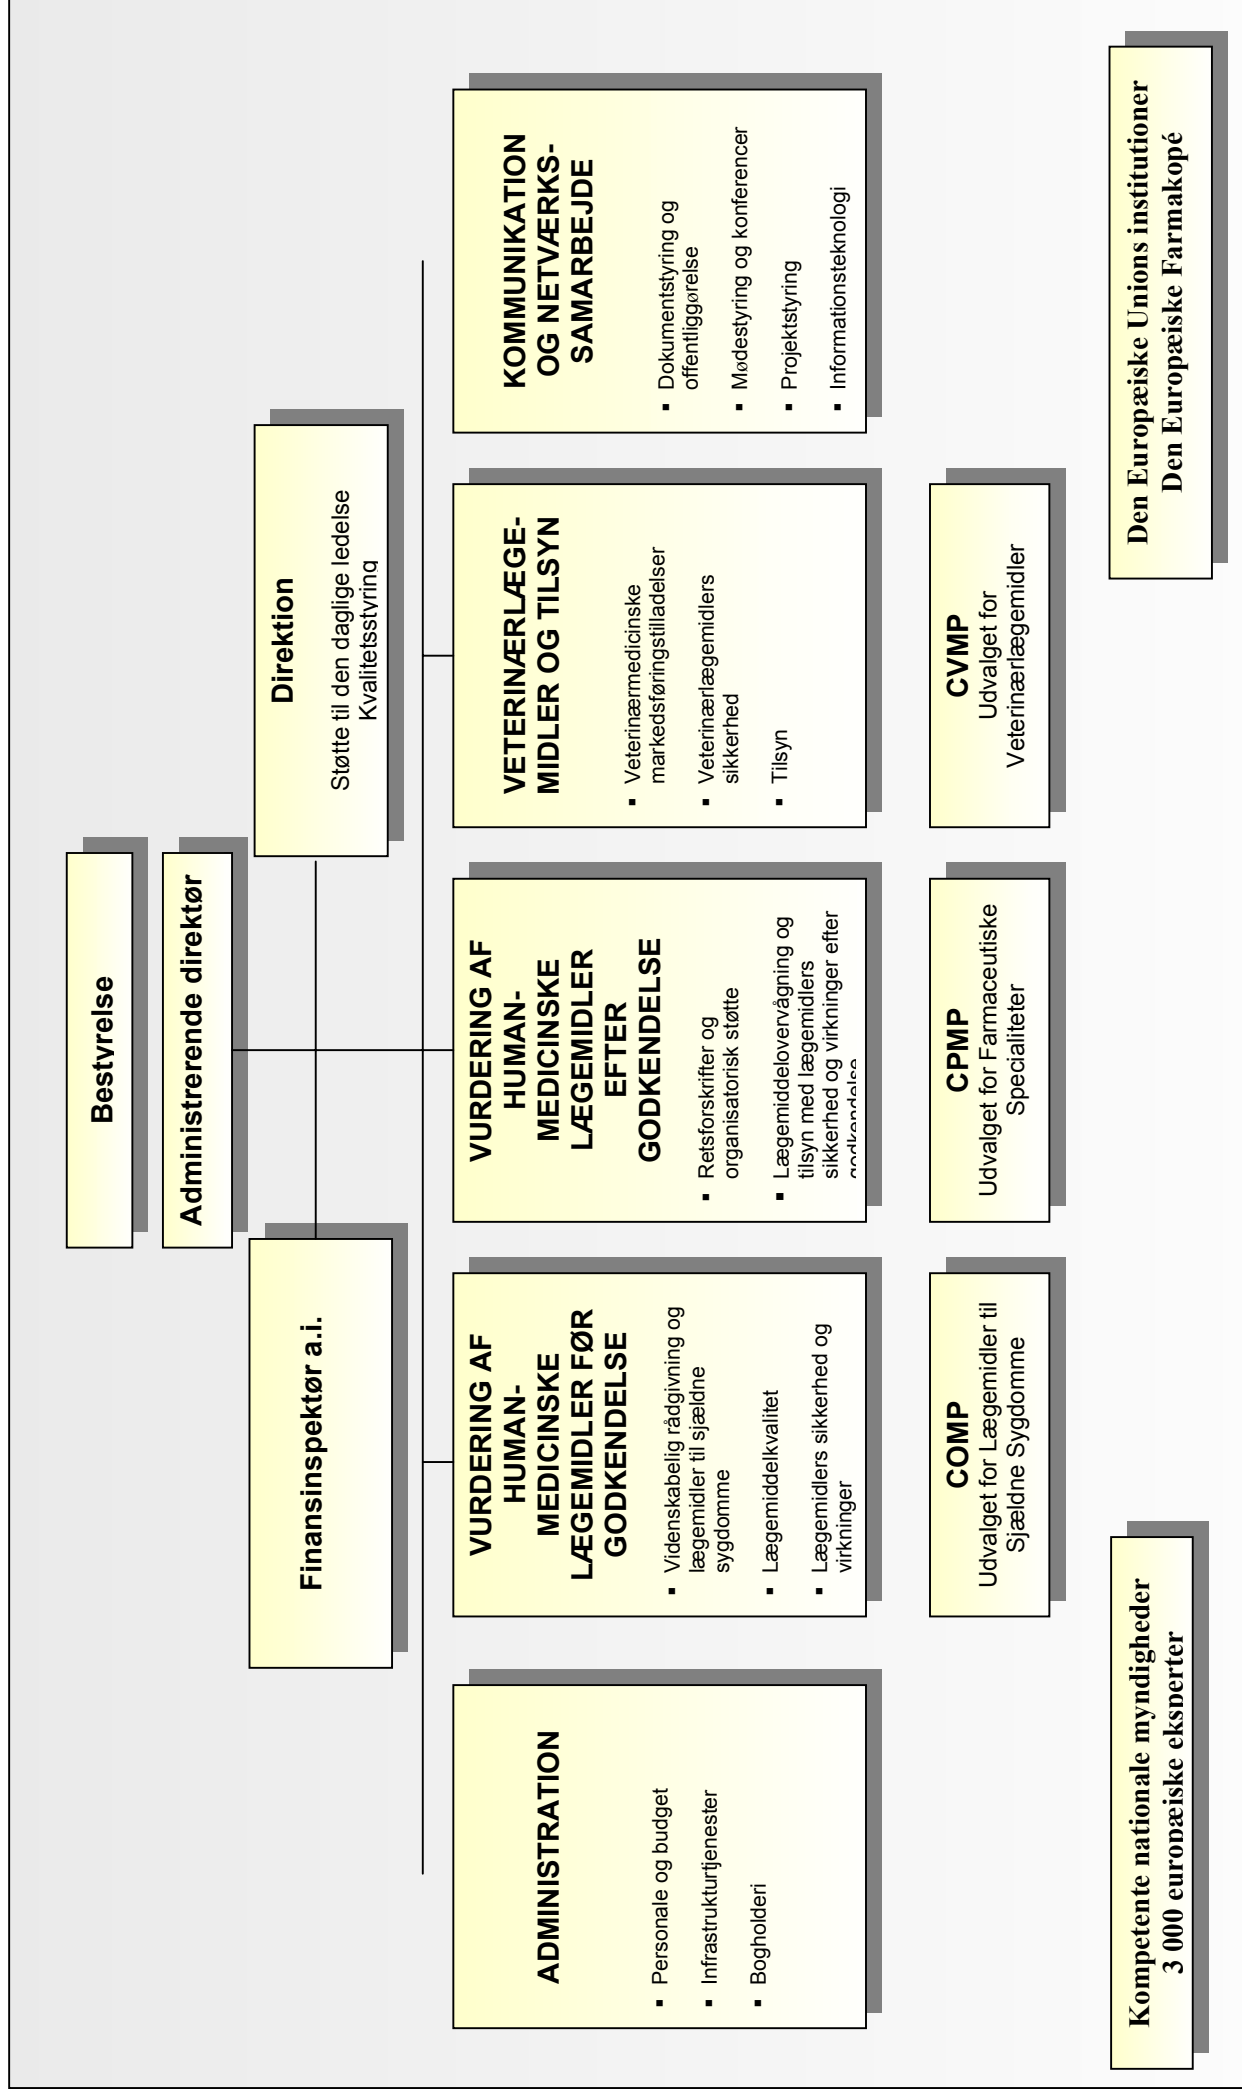 Bestyrelse
Administrerende direktør
Finansinspektør a.i.
Direktion
Støtte til den daglige ledelse
Kvalitetsstyring
ADMINISTRATION
▪ Personale og budget
▪ Infrastrukturtjenester
▪ Bogholderi
VURDERING AF
HUMAN-
MEDICINSKE
LÆGEMIDLER FØR
GODKENDELSE
▪ Videnskabelig rådgivning og
lægemidler til sjældne
sygdomme
▪ Lægemiddelkvalitet
▪ Lægemidlers sikkerhed og
virkninger
VURDERING AF
HUMAN-
MEDICINSKE
LÆGEMIDLER
EFTER
GODKENDELSE
▪ Retsforskrifter og
organisatorisk støtte
▪ Lægemiddelovervågning og
tilsyn med lægemidlers
sikkerhed og virkninger efter
godkendelse
VETERINÆRLÆGE-
MIDLER OG TILSYN
▪ Veterinærmedicinske
markedsføringstilladelser
▪ Veterinærlægemidlers
sikkerhed
▪ Tilsyn
KOMMUNIKATION
OG NETVÆRKS-
SAMARBEJDE
▪ Dokumentstyring og
offentliggørelse
▪ Mødestyring og konferencer
▪ Projektstyring
▪ Informationsteknologi
COMP
Udvalget for Lægemidler til
Sjældne Sygdomme
CPMP
Udvalget for Farmaceutiske
Specialiteter
CVMP
Udvalget for
Veterinærlægemidler
Kompetente nationale myndigheder
3 000 europæiske eksperter
Den Europæiske Unions institutioner
Den Europæiske Farmakopé